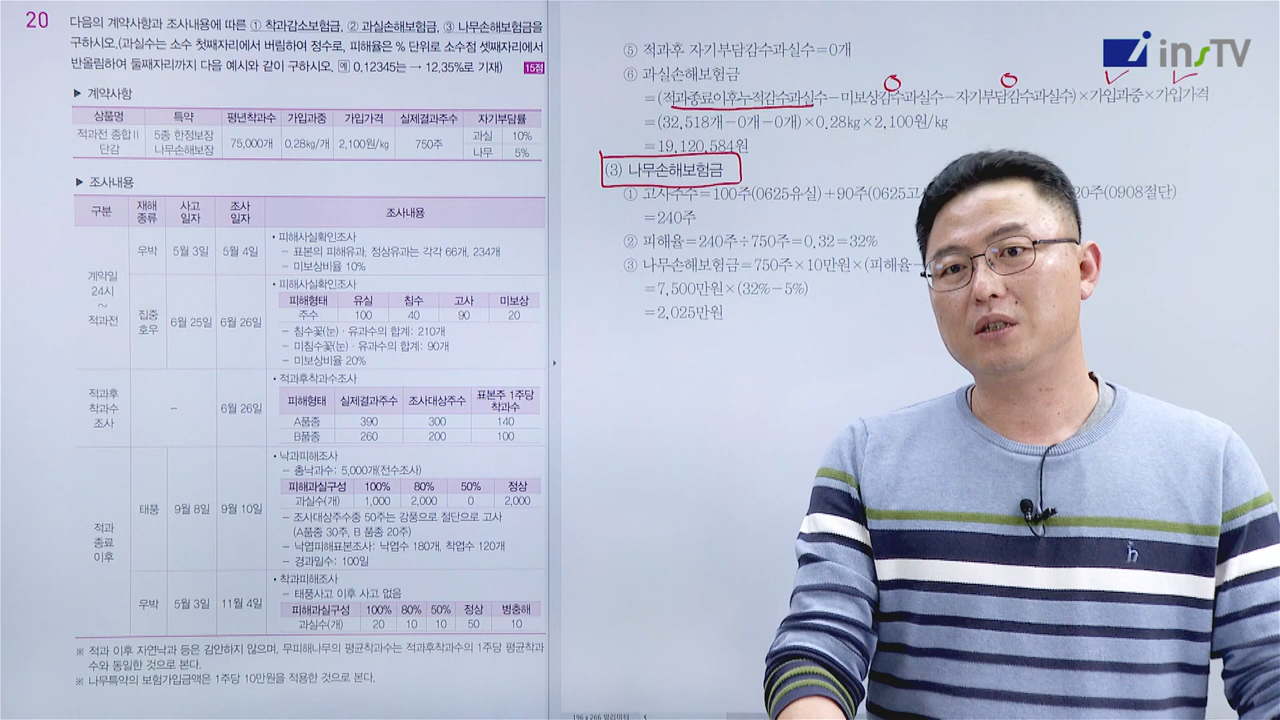 20 다음의 계약사항과 조사내용에 따른 ① 착과감소보험금, ② 과실손해보험금, ③ 나무손해보험금을
구하시오.(과실수는 소수 첫째자리에서 버림하여 정수로, 피해율은 % 단위로 소수점 셋째자리에서
반올림하여 둘째자리까지 다음 예시와 같이 구하시오. 예 0.12345는 → 12.35%로 기재) 15점
▶ 계약사항
상품명 특약 평년착과수 가입과중 가입가격 실제결과주수 자기부담률
적과전 종합Ⅱ 단감 5종 한정보장 나무손해보장 75,000개 0.28kg/개 2,100원/kg 750주 과실 10%
나무 5%
▶ 조사내용
구분 재해종류 사고일자 조사일자 조사내용
계약일 24시 ~ 적과전
우박 5월 3일 5월 4일
• 피해사실확인조사
– 표본의 피해유과, 정상유과는 각각 66개, 234개
– 미보상비율 10%
집중호우 6월 25일 6월 26일
• 피해사실확인조사
피해형태 유실 침수 고사 미보상
주수 100 40 90 20
– 침수꽃(눈)·유과수의 합계: 210개
– 미침수꽃(눈)·유과수의 합계: 90개
– 미보상비율 20%
적과후 착과수 조사
– 6월 26일
• 적과후착과수조사
피해형태 실제결과주수 조사대상주수 표본주 1주당 착과수
A품종 390 300 140
B품종 260 200 100
적과 종료 이후
태풍 9월 8일 9월 10일
• 낙과피해조사
– 총낙과수: 5,000개(전수조사)
피해과실구성 100% 80% 50% 정상
과실수(개) 1,000 2,000 0 2,000
– 조사대상주수중 50주는 강풍으로 절단으로 고사
(A품종 30주, B 품종 20주)
– 낙엽피해표본조사: 낙엽수 180개, 착엽수 120개
– 경과일수: 100일
우박 5월 3일 11월 4일
• 착과피해조사
– 태풍사고 이후 사고 없음
피해과실구성 100% 80% 50% 정상 병충해
과실수(개) 20 10 10 50 10
※ 적과 이후 자연낙과 등은 감안하지 않으며, 무피해나무의 평균착과수는 적과후착과수의 1주당 평균착과
수와 동일한 것으로 본다.
※ 나무특약의 보험가입금액은 1주당 10만원을 적용한 것으로 본다.
⑤ 적과후 자기부담감수과실수=0개
⑥ 과실손해보험금
=(적과종료이후누적감수과실수−미보상감수과실수−자기부담감수과실수)×가입과중×가입가격
=(32,518개−0개−0개)×0.28kg×2,100원/kg
=19,120,584원
(3) 나무손해보험금
① 고사주수=100주(0625유실)+90주(0625고 20주(0908절단)
=240주
② 피해율=240주÷750주=0.32=32%
③ 나무손해보험금=750주×10만원×(피해율−
=7,500만원×(32%−5%)
=2,025만원
insTV
h
196 x 266 밀리미터